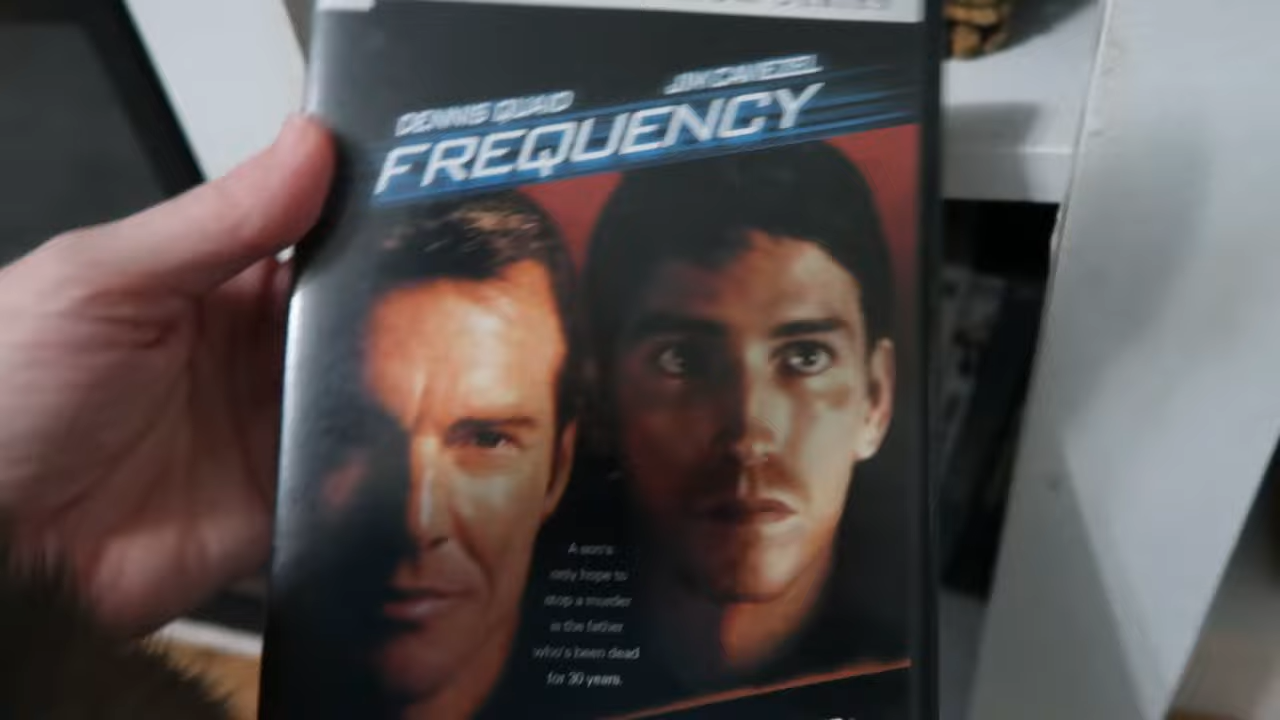 DENNIS QUAID
JIM CAVIEZEL
FREQUENCY
A son's
only hope to
stop a murder
is the father
who's been dead
for 30 years.